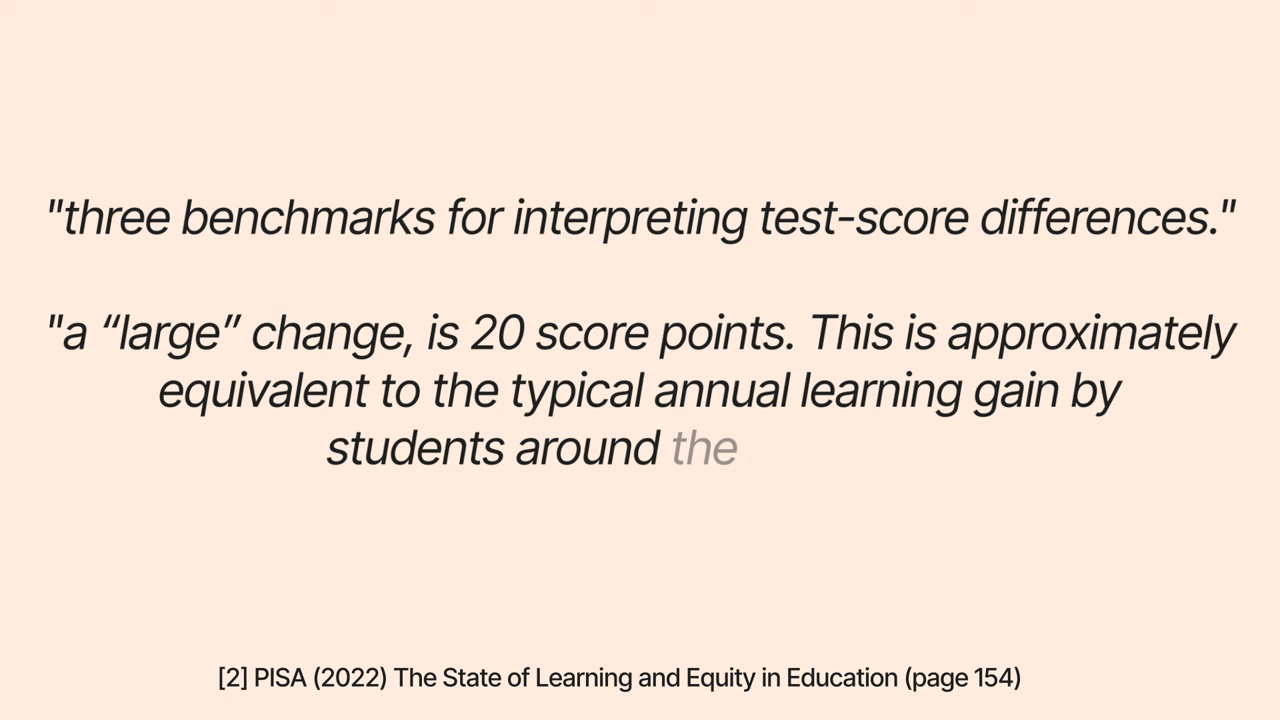 "three benchmarks for interpreting test-score differences."
"a “large” change, is 20 score points. This is approximately
equivalent to the typical annual learning gain by
students around the
[2] PISA (2022) The State of Learning and Equity in Education (page 154)